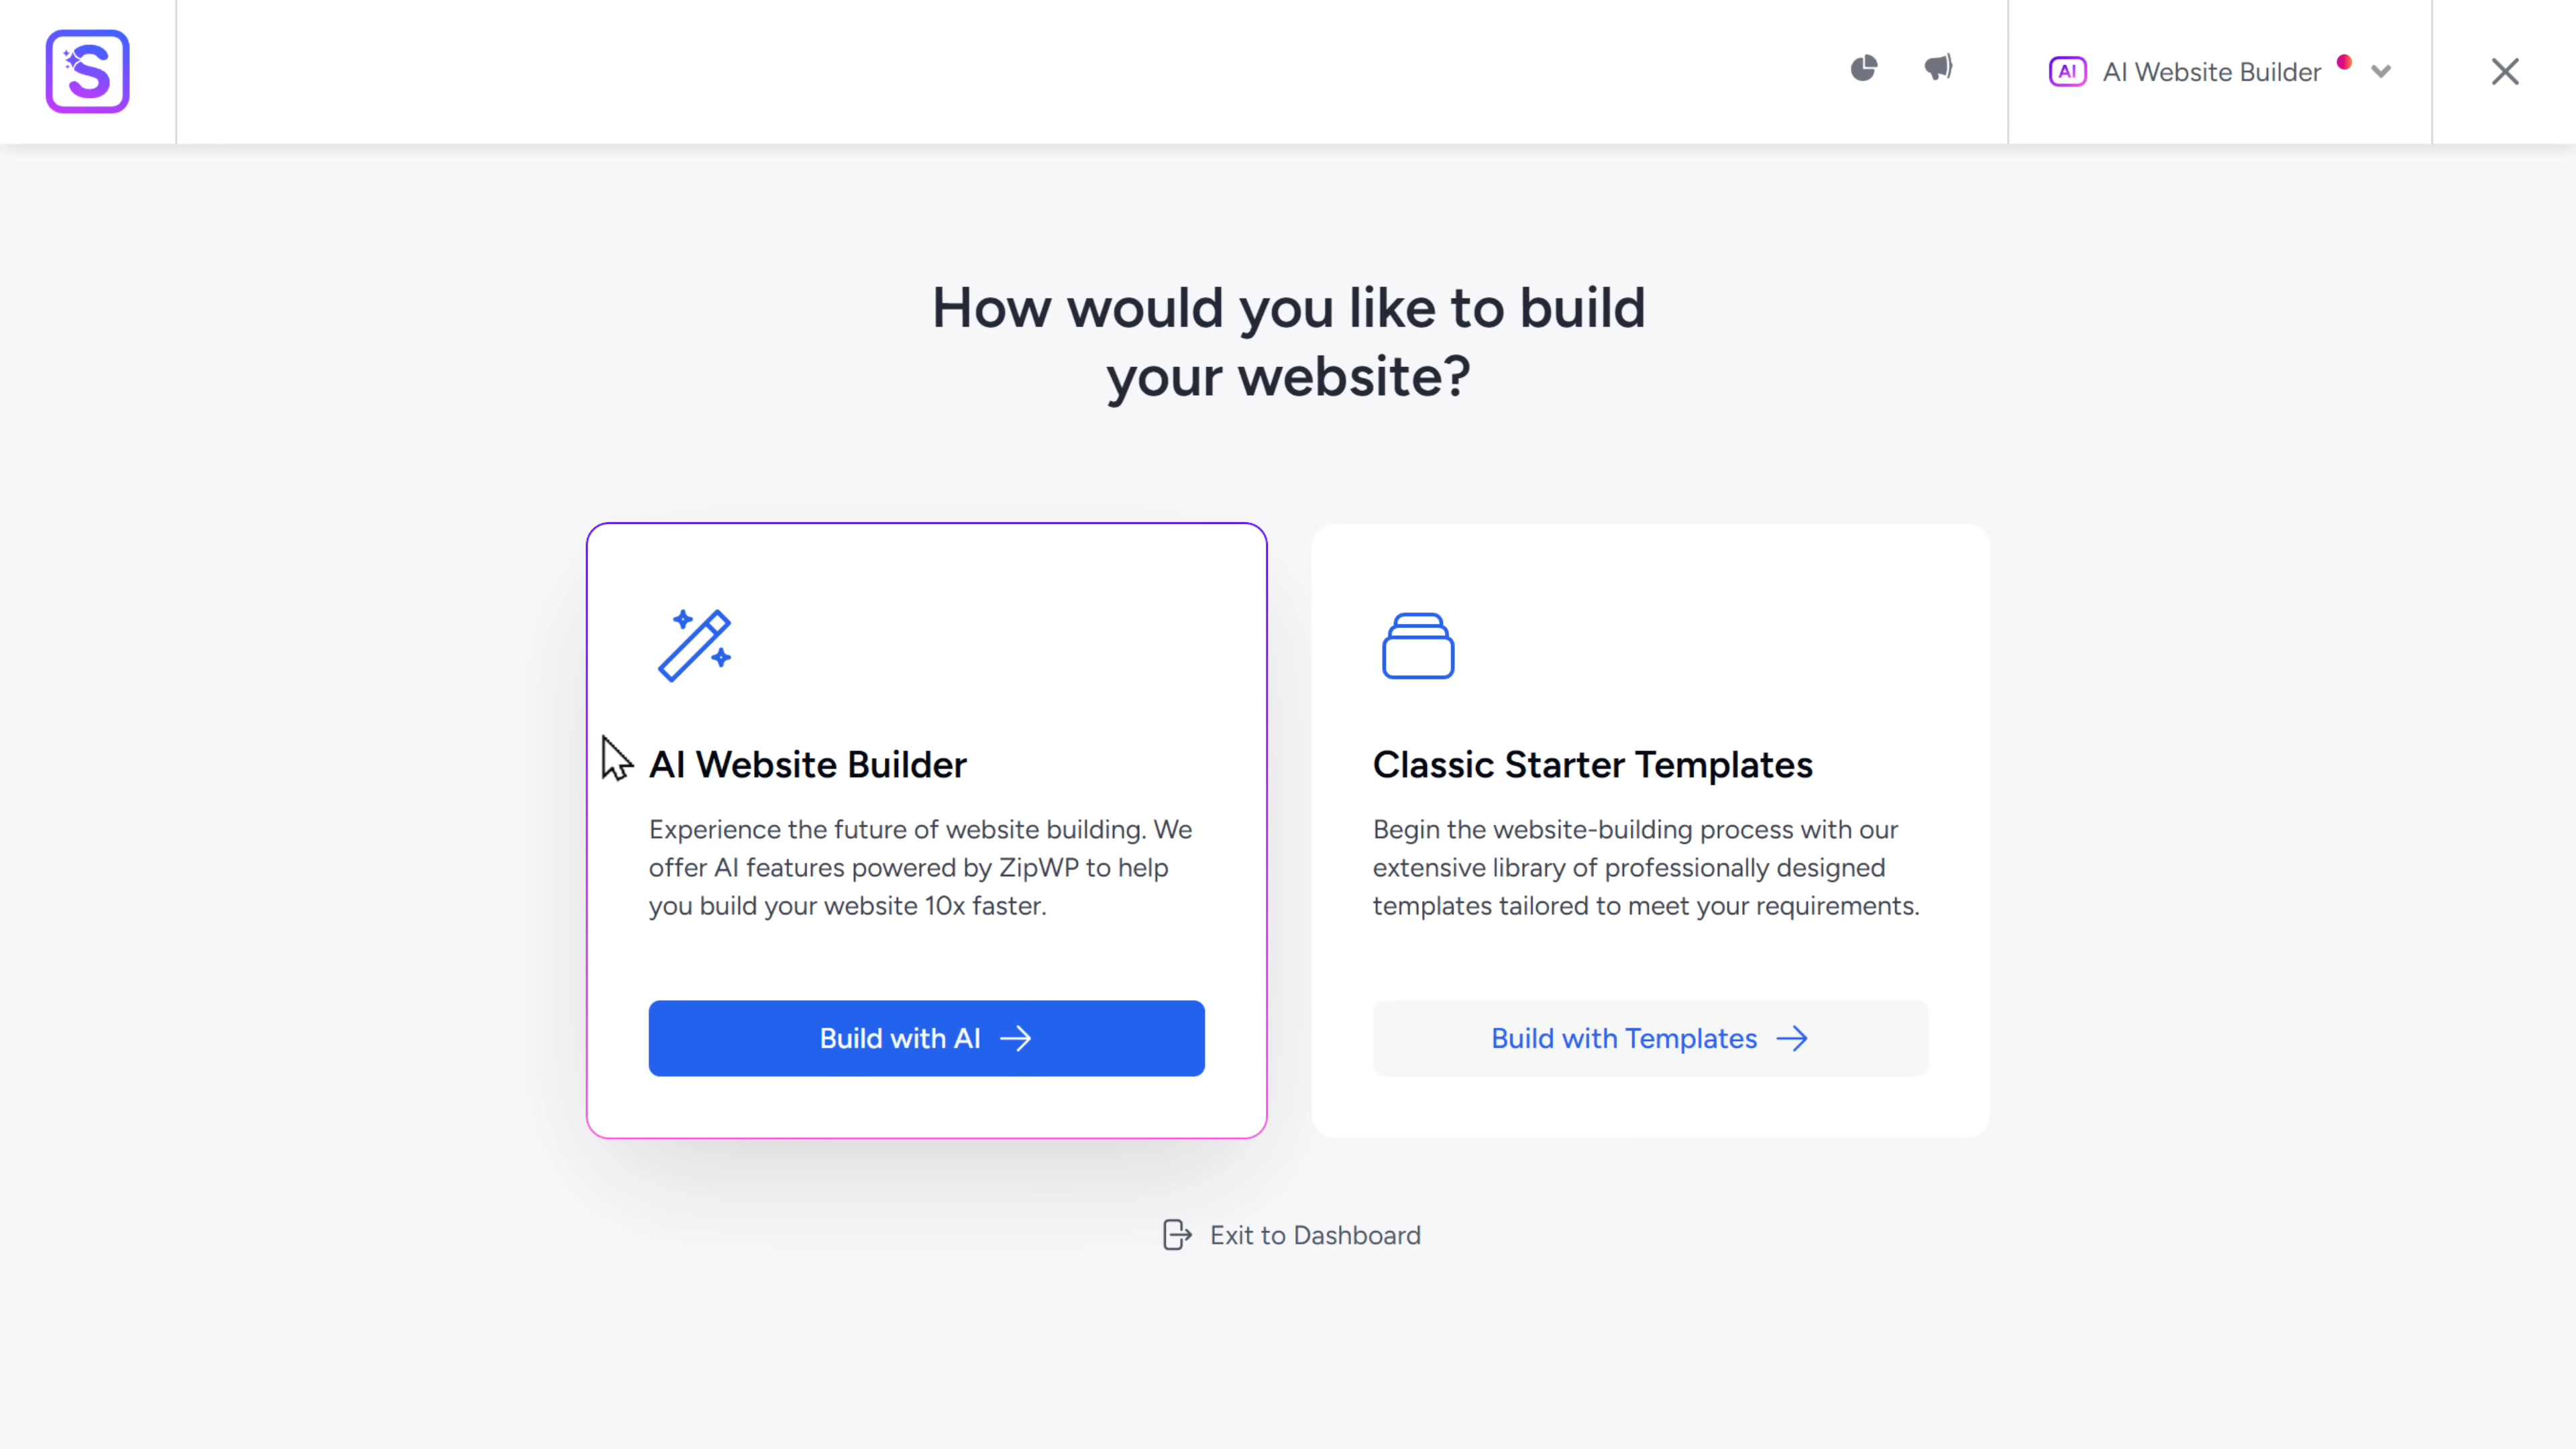 S
AI AI Website Builder
How would you like to build
your website?
AI Website Builder
Experience the future of website building. We
offer AI features powered by ZipWP to help
you build your website 10x faster.
Build with AI
Classic Starter Templates
Begin the website-building process with our
extensive library of professionally designed
templates tailored to meet your requirements.
Build with Templates
Exit to Dashboard